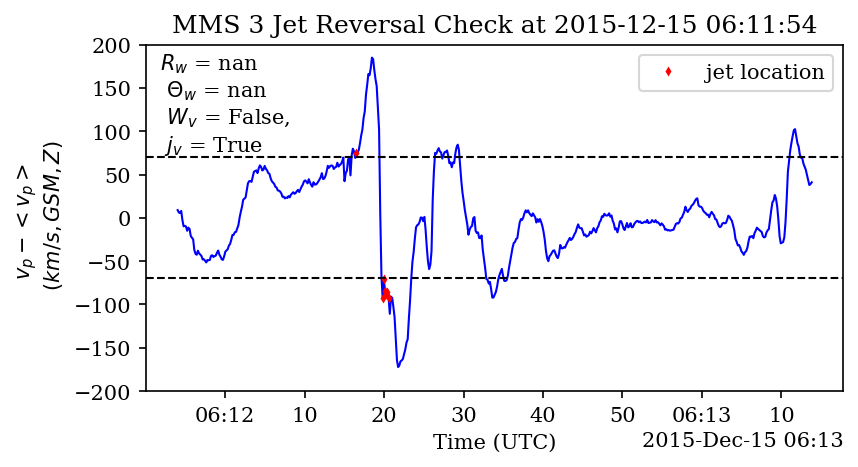 MMS 3 Jet Reversal Check at 2015-12-15 06:11:54
R_w = nan
Θ_w = nan
W_v = False,
j_v = True
jet location
200
150
100
50
0
−50
−100
−150
−200
v_p − < v_p >
(km/s, GSM, Z)
06:12 10 20 30 40 50 06:13 10
Time (UTC)
2015-Dec-15 06:13